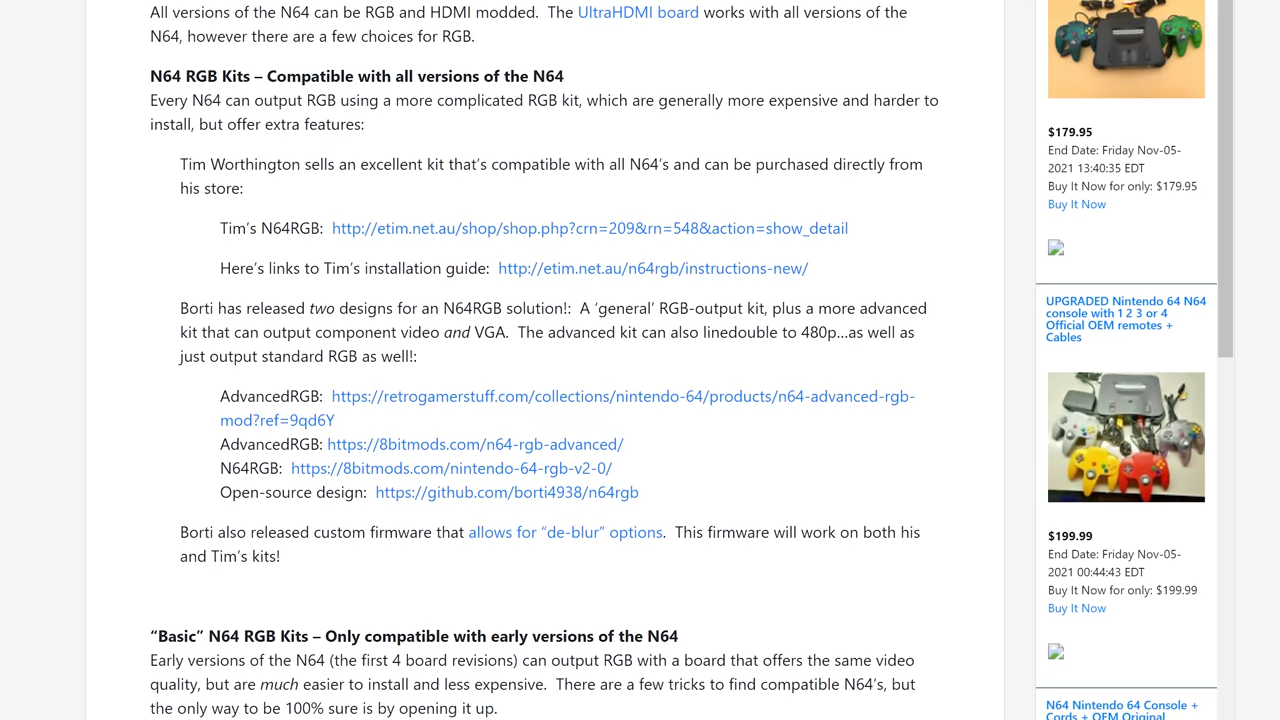 All versions of the N64 can be RGB and HDMI modded.  The UltraHDMI board works with all versions of the
N64, however there are a few choices for RGB.
N64 RGB Kits – Compatible with all versions of the N64
Every N64 can output RGB using a more complicated RGB kit, which are generally more expensive and harder to
install, but offer extra features:
Tim Worthington sells an excellent kit that's compatible with all N64's and can be purchased directly from
his store:
Tim's N64RGB:  http://etim.net.au/shop/shop.php?crn=209&rn=548&action=show_detail
Here's links to Tim's installation guide:  http://etim.net.au/n64rgb/instructions-new/
Borti has released two designs for an N64RGB solution!:  A 'general' RGB-output kit, plus a more advanced
kit that can output component video and VGA.  The advanced kit can also linedouble to 480p…as well as
just output standard RGB as well!:
AdvancedRGB:  https://retrogamerstuff.com/collections/nintendo-64/products/n64-advanced-rgb-
mod?ref=9qd6Y
AdvancedRGB: https://8bitmods.com/n64-rgb-advanced/
N64RGB:  https://8bitmods.com/nintendo-64-rgb-v2-0/
Open-source design:  https://github.com/borti4938/n64rgb
Borti also released custom firmware that allows for “de-blur” options.  This firmware will work on both his
and Tim's kits!
“Basic” N64 RGB Kits – Only compatible with early versions of the N64
Early versions of the N64 (the first 4 board revisions) can output RGB with a board that offers the same video
quality, but are much easier to install and less expensive.  There are a few tricks to find compatible N64's, but
the only way to be 100% sure is by opening it up.
$179.95
End Date: Friday Nov-05-
2021 13:40:35 EDT
Buy It Now for only: $179.95
Buy It Now
UPGRADED Nintendo 64 N64
console with 1 2 3 or 4
Official OEM remotes +
Cables
$199.99
End Date: Friday Nov-05-
2021 00:44:43 EDT
Buy It Now for only: $199.99
Buy It Now
N64 Nintendo 64 Console +
Cords + OEM Original